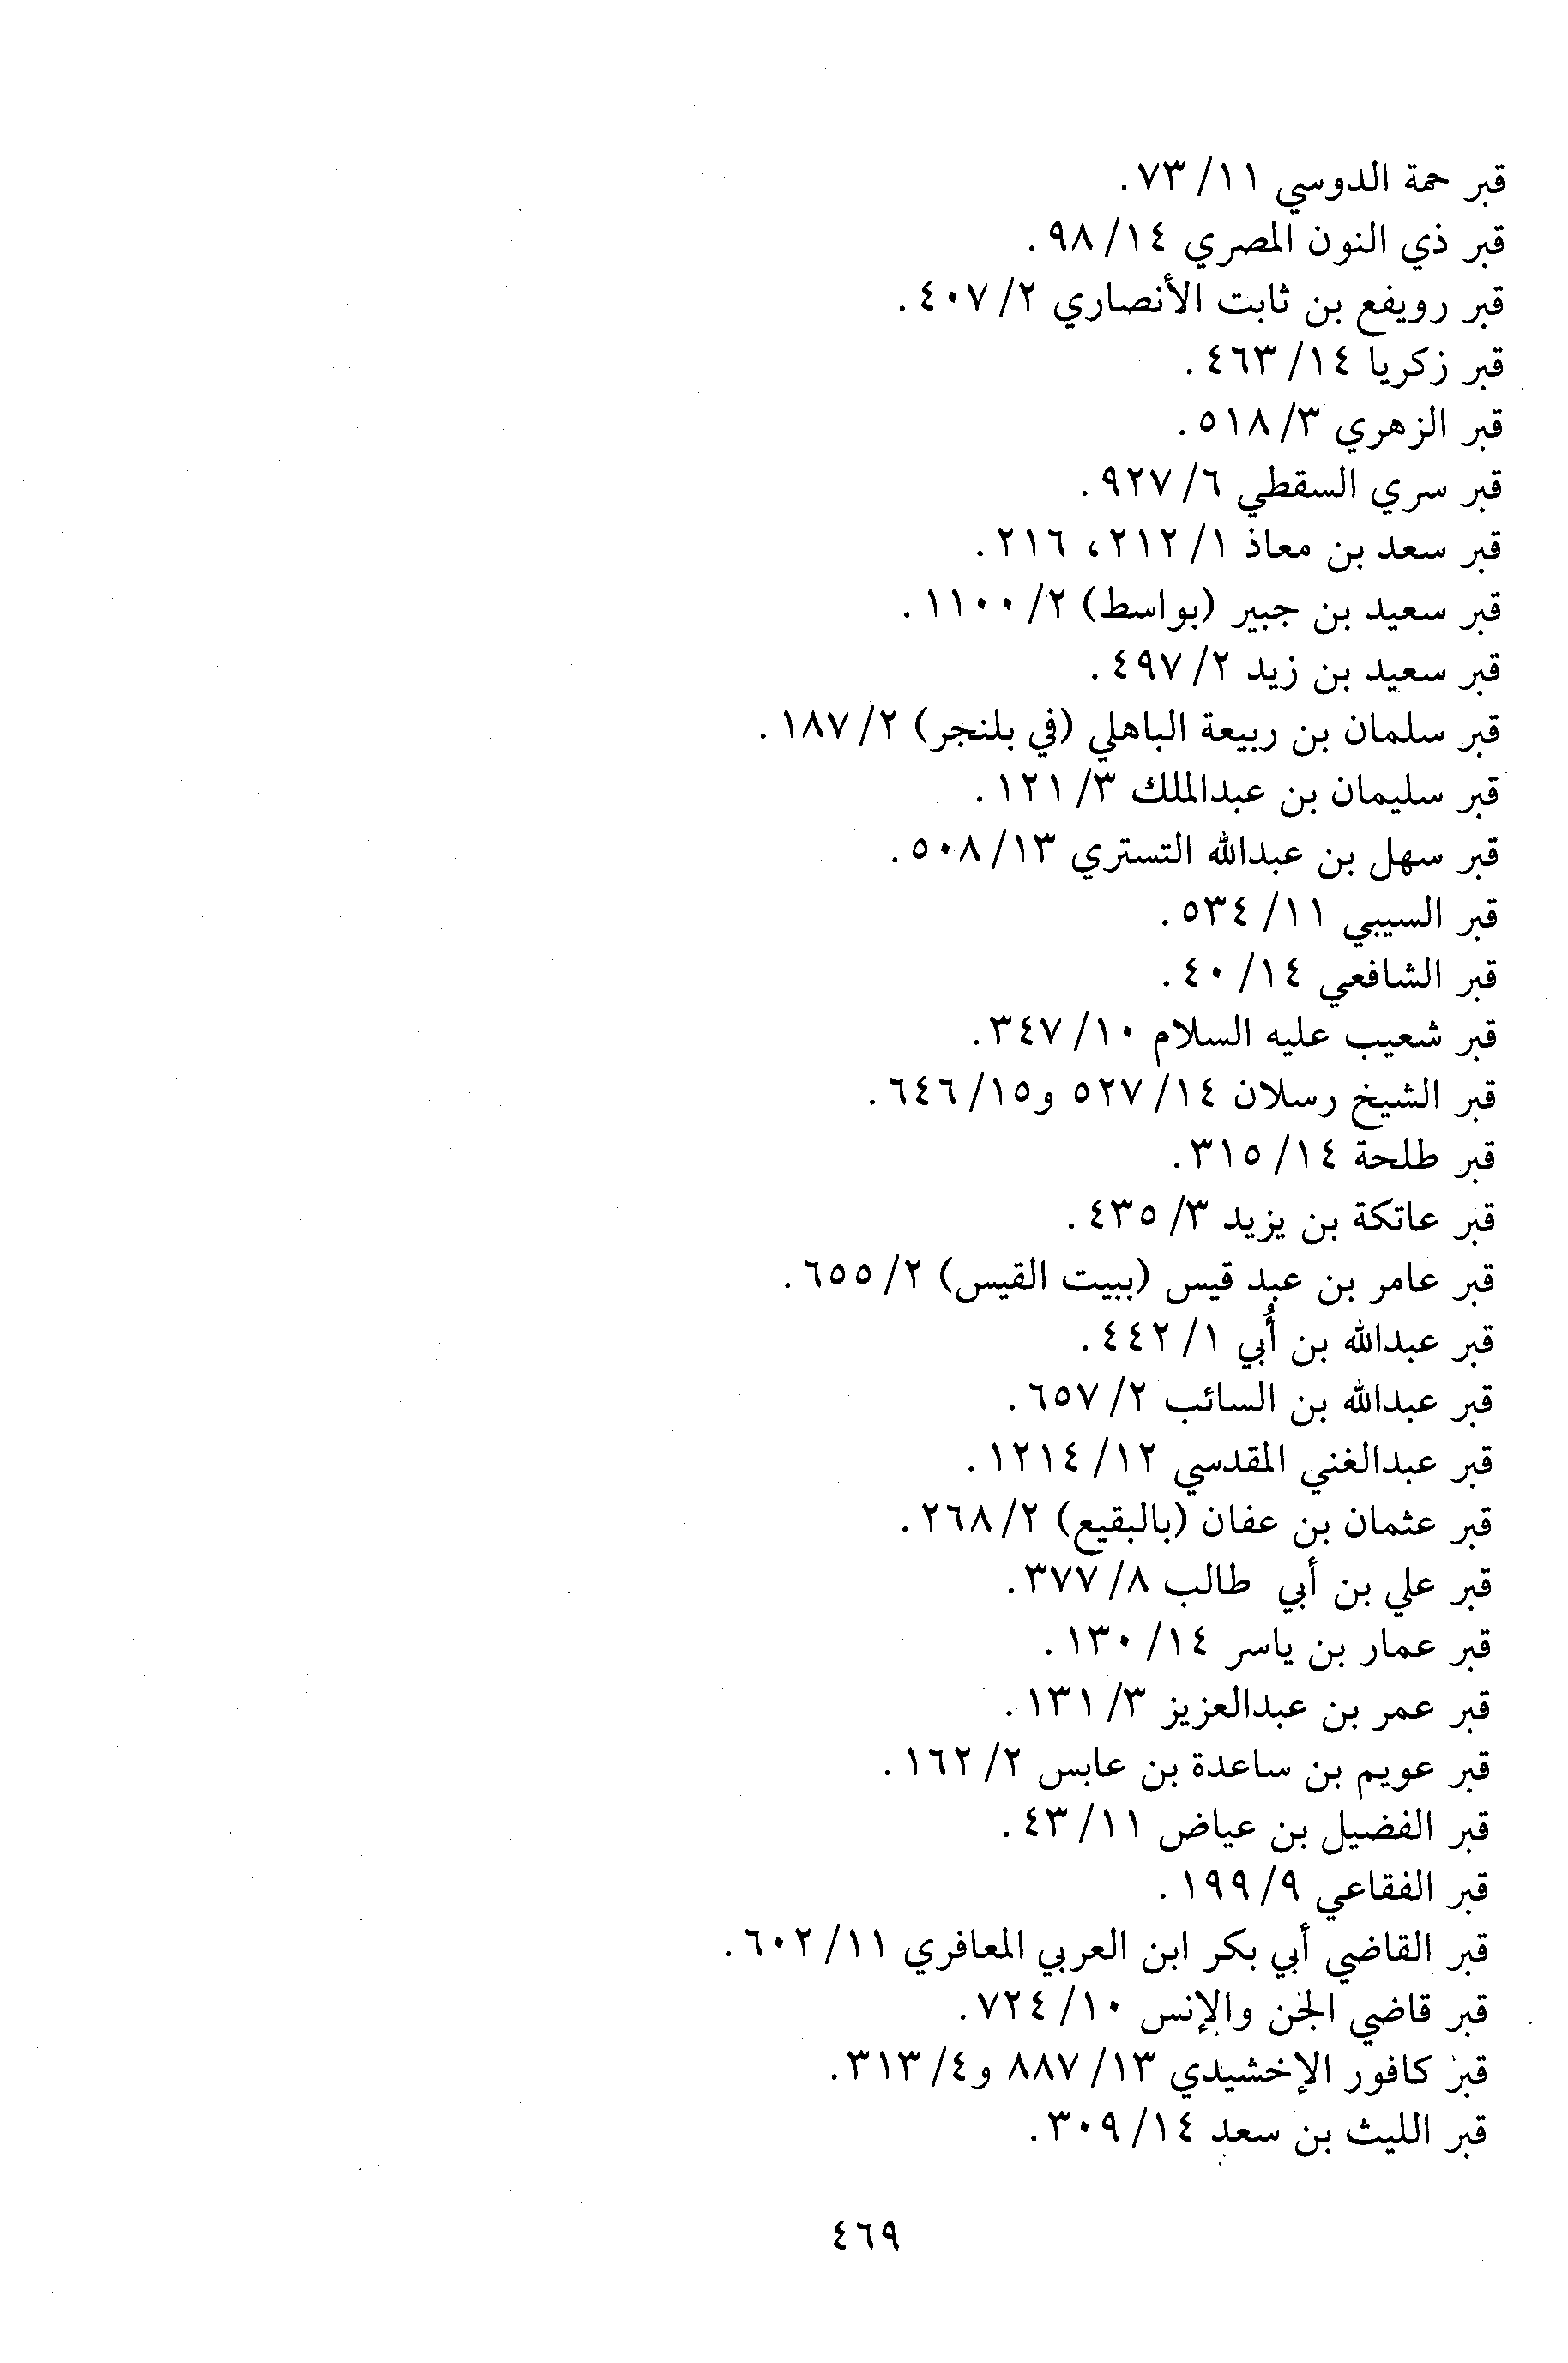 قبر حمة الدوسي ١١/ ٧٣.
قبر ذي النون المصري ١٤/ ٩٨.
قبر رويفع بن ثابت الأنصاري ٢/ ٤٠٧.
قبر زكريا ١٤/ ٤٦٣.
قبر الزهري ٣/ ٥١٨.
قبر سري السقطي ٦/ ٩٢٧.
قبر سعد بن معاذ ١/ ٢١٢، ٢١٦.
قبر سعيد بن جبير (بواسط) ٢/ ١١٠٠.
قبر سعيد بن زيد ٢/ ٤٩٧.
قبر سلمان بن ربيعة الباهلي (في بلنجر) ٢/ ١٨٧.
قبر سليمان بن عبدالملك ٣/ ١٢١.
قبر سهل بن عبدالله التستري ١٣/ ٥٠٨.
قبر السيبي ١١/ ٥٣٤.
قبر الشافعي ١٤/ ٤٠.
قبر شعيب عليه السلام ١٠/ ٣٤٧.
قبر الشيخ رسلان ١٤/ ٥٢٧ و١٥/ ٦٤٦.
قبر طلحة ١٤/ ٣١٥.
قبر عاتكة بن يزيد ٣/ ٤٣٥.
قبر عامر بن عبد قيس (ببيت القيس) ٢/ ٦٥٥.
قبر عبدالله بن أُبي ١/ ٤٤٢.
قبر عبدالله بن السائب ٢/ ٦٥٧.
قبر عبدالغني المقدسي ١٢/ ١٢١٤.
قبر عثمان بن عفان (بالبقيع) ٢/ ٢٦٨.
قبر علي بن أبي طالب ٨/ ٣٧٧.
قبر عمار بن ياسر ١٤/ ١٣٠.
قبر عمر بن عبدالعزيز ٣/ ١٣١.
قبر عويم بن ساعدة بن عابس ٢/ ١٦٢.
قبر الفضيل بن عياض ١١/ ٤٣.
قبر الفقاعي ٩/ ١٩٩.
قبر القاضي أبي بكر ابن العربي المعافري ١١/ ٦٠٢.
قبر قاضي الجن والإنس ١٠/ ٧٢٤.
قبر كافور الإخشيدي ١٣/ ٨٨٧ و٤/ ٣١٣.
قبر الليث بن سعد ١٤/ ٣٠٩.
٤٦٩